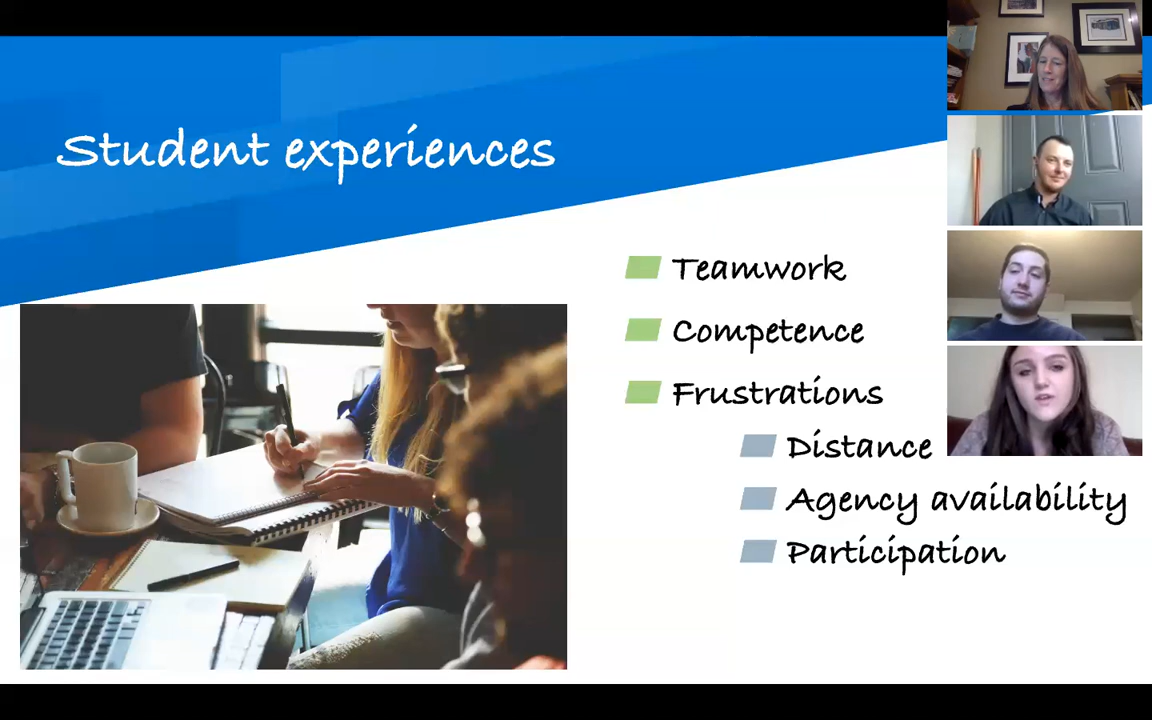 Student experiences
Teamwork
Competence
Frustrations
Distance
Agency availability
Participation